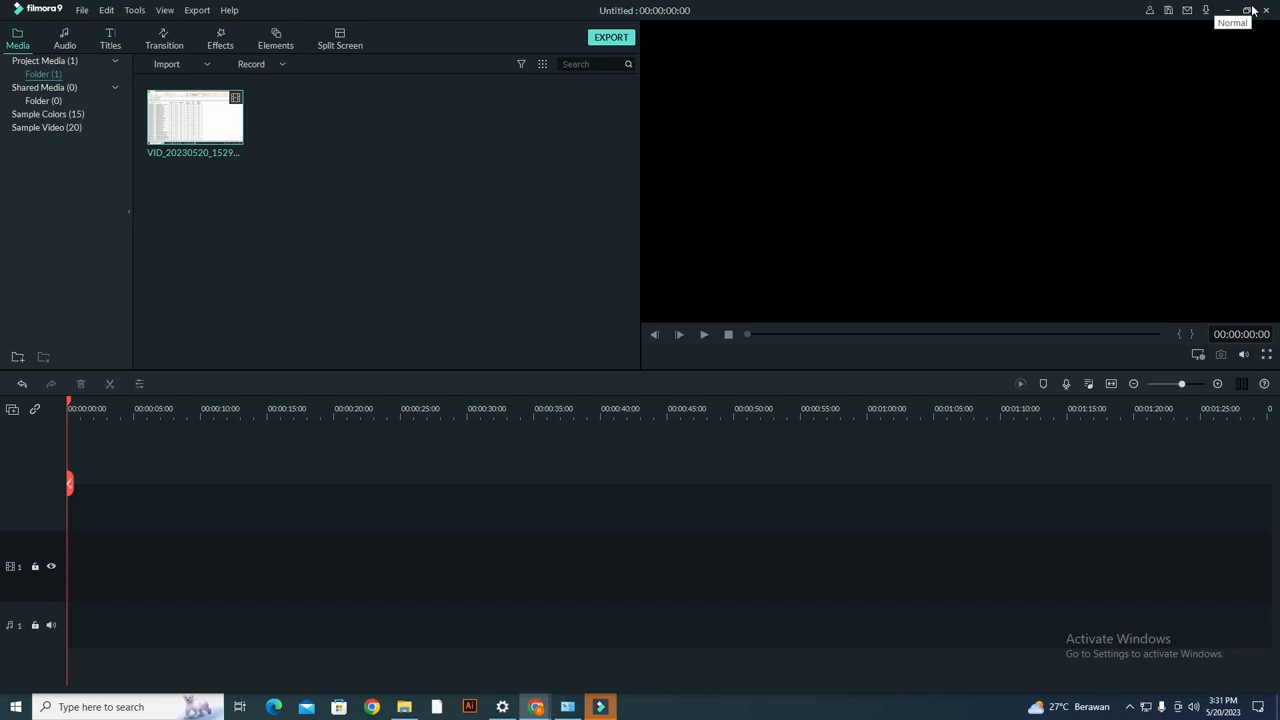 filmora9 File Edit Tools View Export Help Untitled : 00:00:00:00
Normal
Media Audio Titles Transition Effects Elements Split Screen EXPORT
Project Media (1) Import Record Search
Folder (1)
Shared Media (0)
Folder (0)
Sample Colors (15)
Sample Video
VID_20230520_1529...
00:00:00:00
00:00:00:00 00:00:05:00 00:00:10:00 00:00:15:00 00:00:20:00 00:00:25:00 00:00:30:00 00:00:35:00 00:00:40:00 00:00:45:00 00:00:50:00 00:00:55:00 00:01:00:00 00:01:05:00 00:01:10:00 00:01:15:00 00:01:20:00 00:01:25:00 0
1
1
Activate Windows
Go to Settings to activate Windows.
Type here to search Ai 27°C Berawan 3:31 PM
5/20/2023